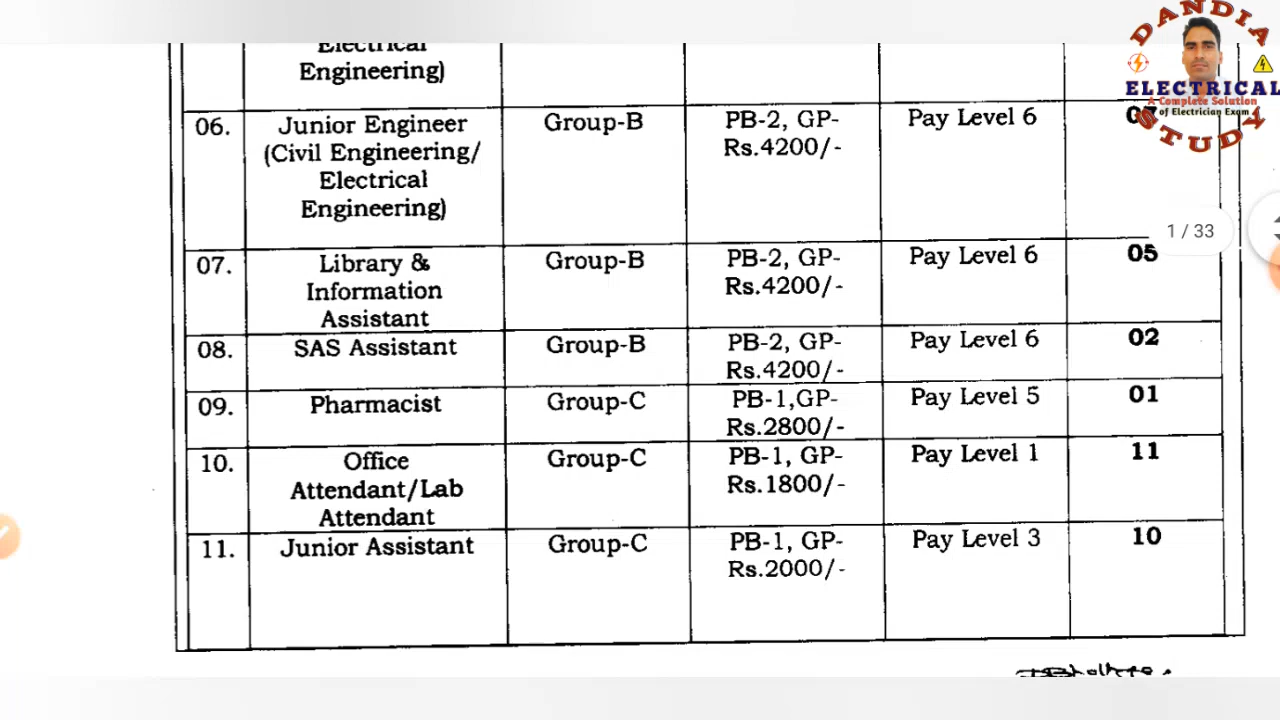 DANDIA
ELECTRICAL
A Complete Solution
of Electrician Exam
STUDY
Electrical
Engineering)
06. Junior Engineer Group-B PB-2, GP- Pay Level 6
(Civil Engineering/ Rs.4200/-
Electrical
Engineering)
1 / 33
07. Library & Group-B PB-2, GP- Pay Level 6 05
Information Rs.4200/-
Assistant
08. SAS Assistant Group-B PB-2, GP- Pay Level 6 02
Rs.4200/-
09. Pharmacist Group-C PB-1,GP- Pay Level 5 01
Rs.2800/-
10. Office Group-C PB-1, GP- Pay Level 1 11
Attendant/Lab Rs.1800/-
Attendant
11. Junior Assistant Group-C PB-1, GP- Pay Level 3 10
Rs.2000/-